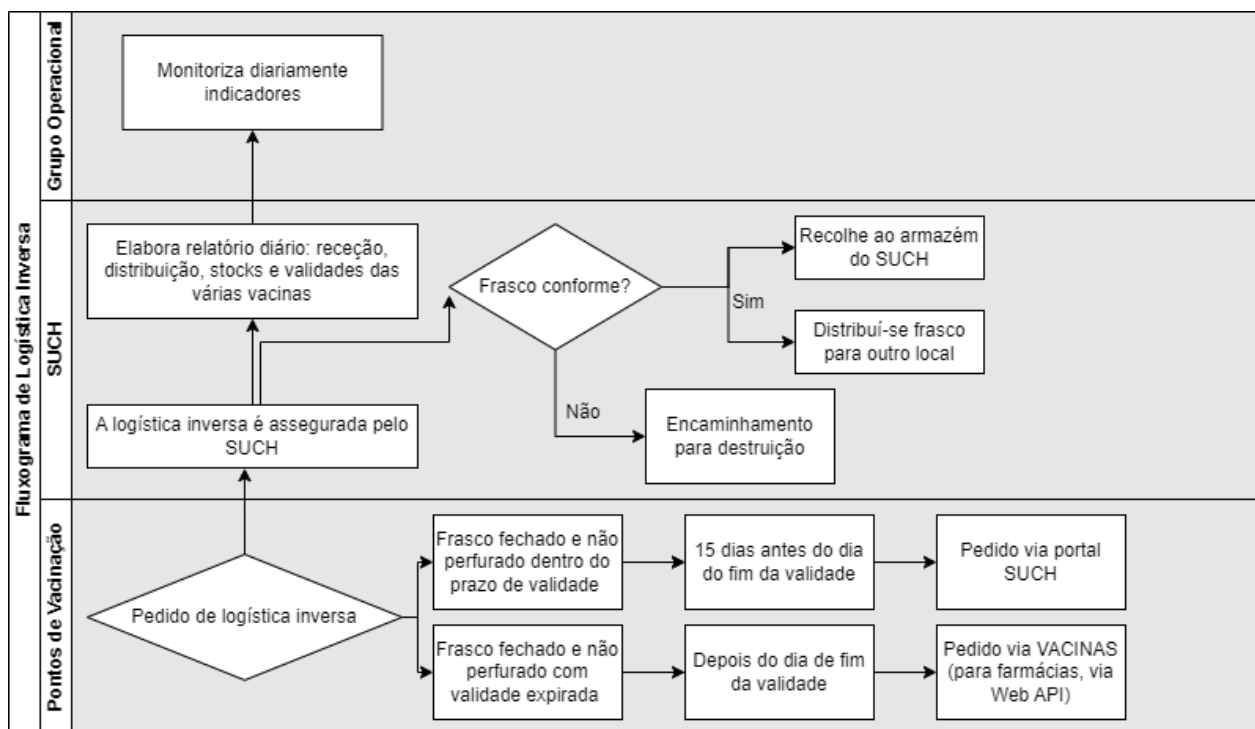 Fluxograma de Logística Inversa
Grupo Operacional
Monitoriza diariamente
indicadores
SUCH
Elabora relatório diário: receção,
distribuição, stocks e validades das
várias vacinas
Frasco conforme?
Sim
Recolhe ao armazém
do SUCH
Distribuí-se frasco
para outro local
Não
Encaminhamento
para destruição
A logística inversa é assegurada pelo
SUCH
Pontos de Vacinação
Pedido de logística inversa
Frasco fechado e não
perfurado dentro do
prazo de validade
15 dias antes do dia
do fim da validade
Pedido via portal
SUCH
Frasco fechado e não
perfurado com
validade expirada
Depois do dia de fim
da validade
Pedido via VACINAS
(para farmácias, via
Web API)